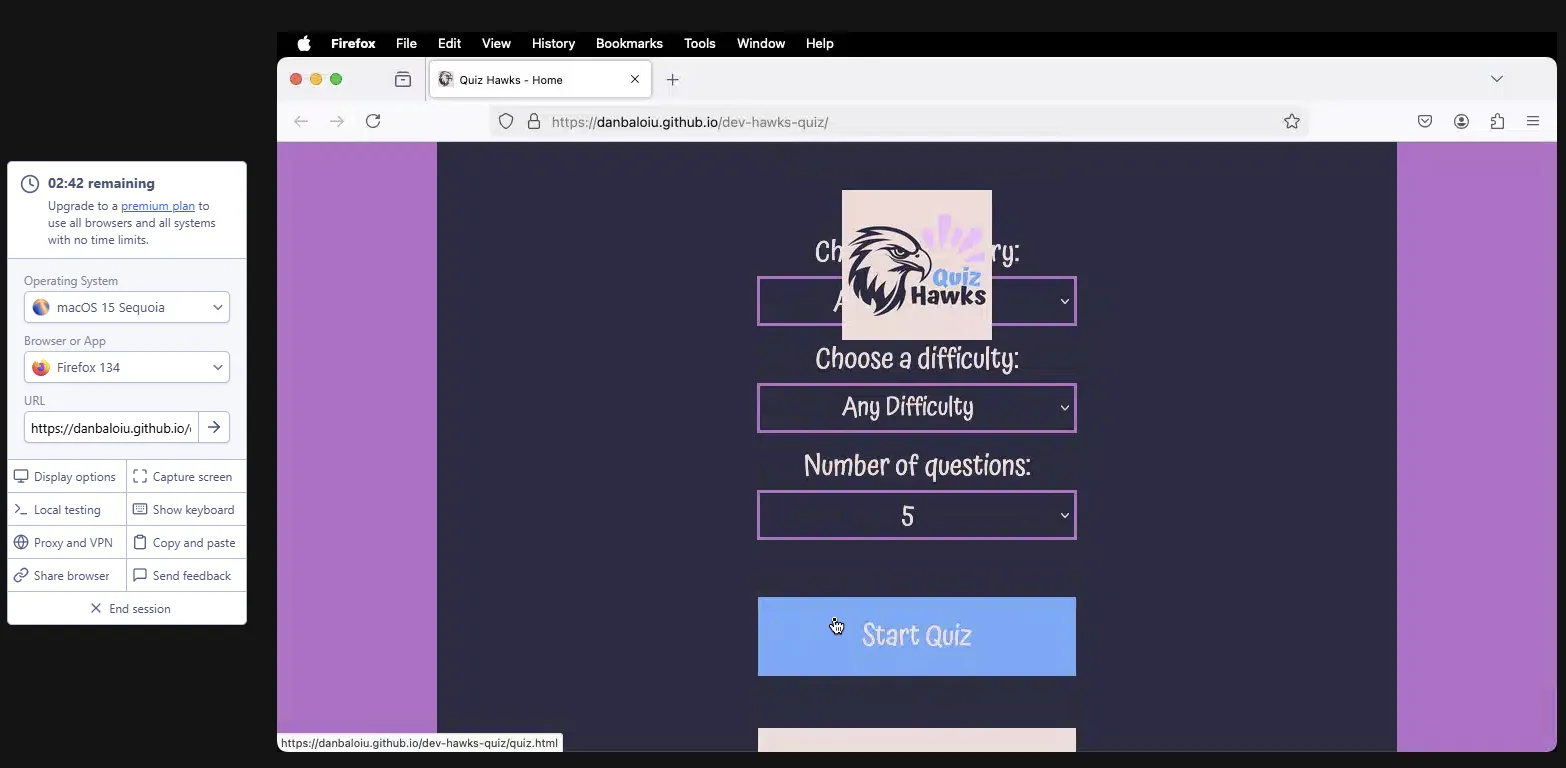 Firefox File Edit View History Bookmarks Tools Window Help
Quiz Hawks - Home
https://danbaloiu.github.io/dev-hawks-quiz/
02:42 remaining
Upgrade to a premium plan to
use all browsers and all systems
with no time limits.
Operating System
macOS 15 Sequoia
Browser or App
Firefox 134
URL
https://danbaloiu.github.io/
Display options
Capture screen
Local testing
Show keyboard
Proxy and VPN
Copy and paste
Share browser
Send feedback
End session
Quiz
Hawks
Choose a difficulty:
Any Difficulty
Number of questions:
5
Start Quiz
https://danbaloiu.github.io/dev-hawks-quiz/quiz.html